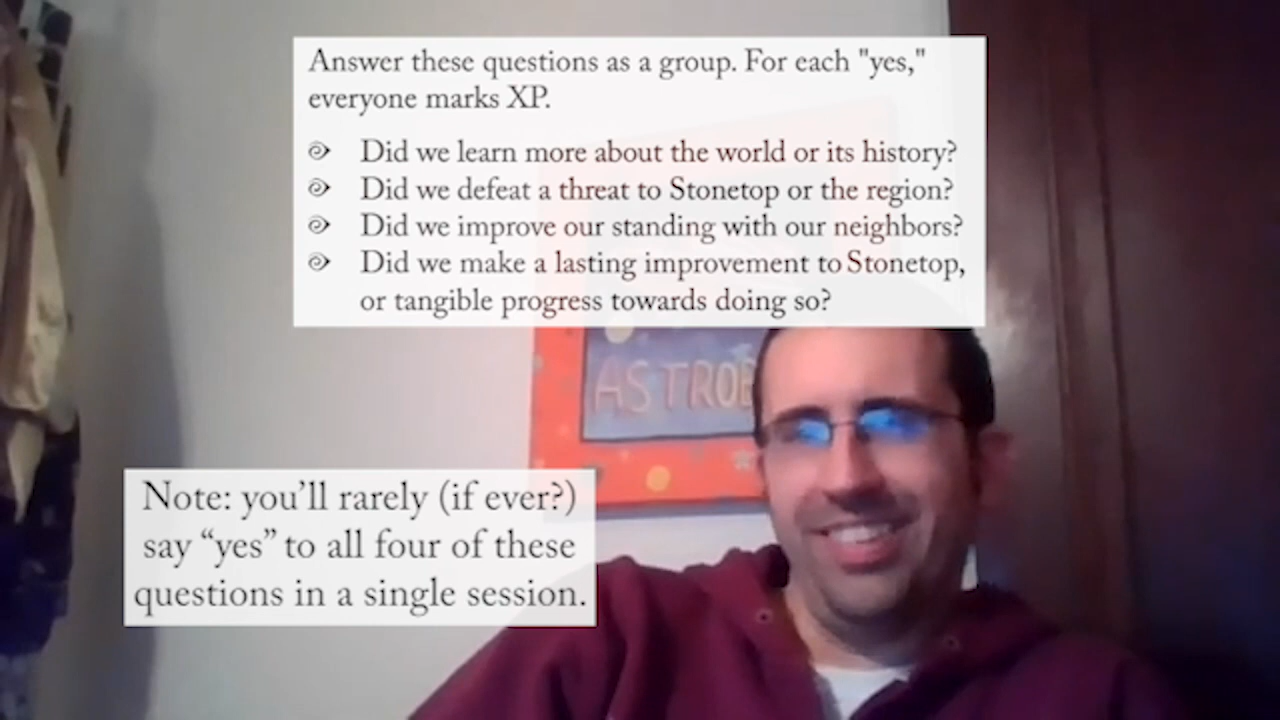 Answer these questions as a group. For each "yes,"
everyone marks XP.
Did we learn more about the world or its history?
Did we defeat a threat to Stonetop or the region?
Did we improve our standing with our neighbors?
Did we make a lasting improvement to Stonetop,
or tangible progress towards doing so?
ASTROB
Note: you’ll rarely (if ever?)
say “yes” to all four of these
questions in a single session.